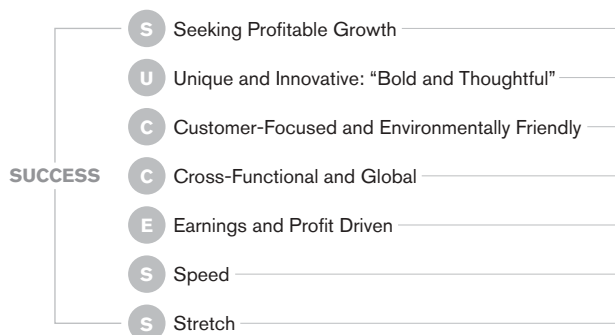 S Seeking Profitable Growth
U Unique and Innovative: “Bold and Thoughtful”
C Customer-Focused and Environmentally Friendly
SUCCESS C Cross-Functional and Global
E Earnings and Profit Driven
S Speed
S Stretch